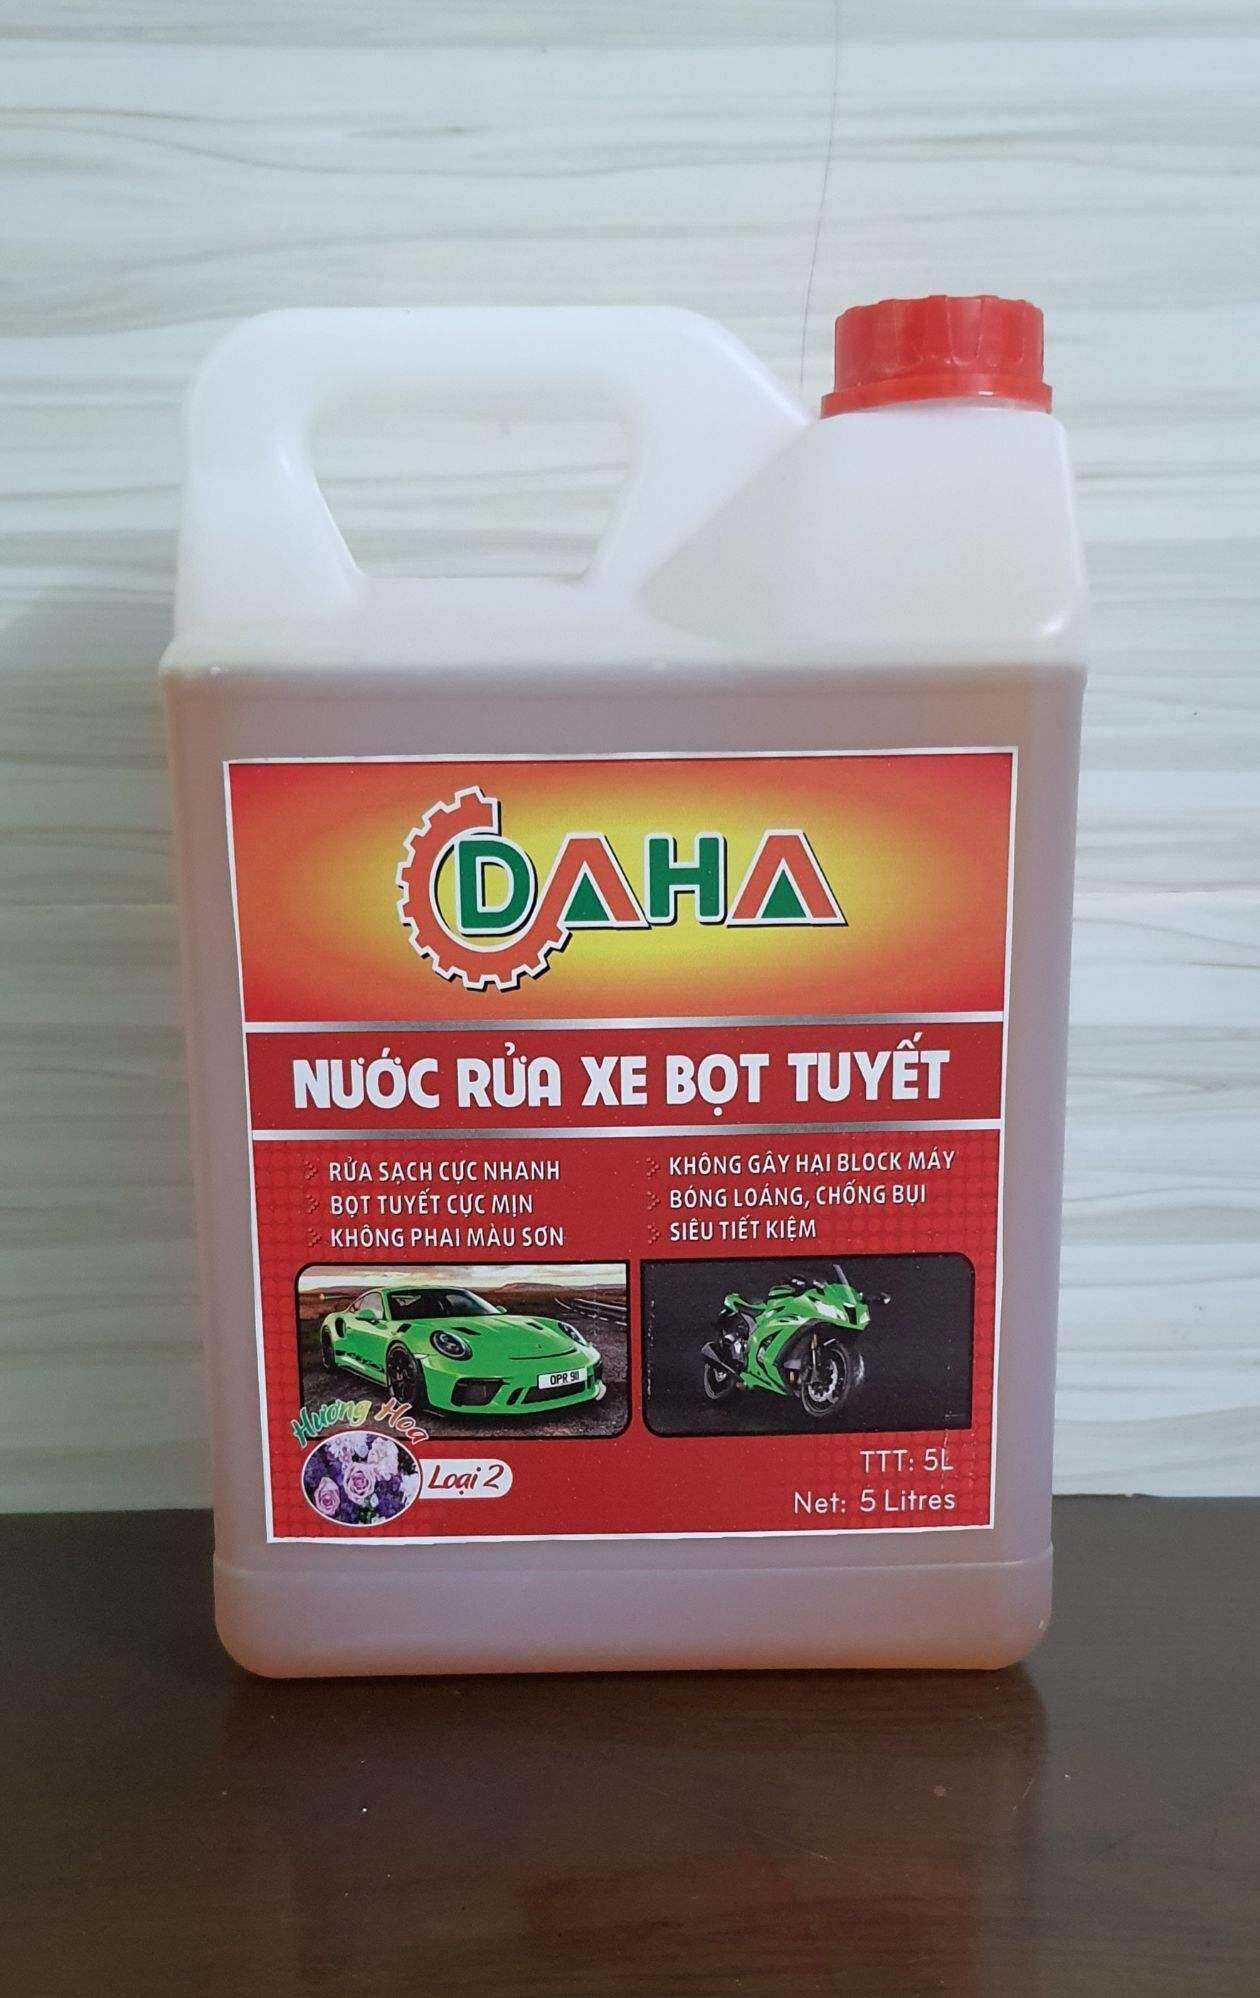 DAHA
NƯỚC RỬA XE BỌT TUYẾT
RỬA SẠCH CỰC NHANH
BỌT TUYẾT CỰC MỊN
KHÔNG PHAI MÀU SƠN
KHÔNG GÂY HẠI BLOCK MÁY
BÓNG LOÁNG, CHỐNG BỤI
SIÊU TIẾT KIỆM
OPR 911
Hương Hoa
Loại 2
TTT: 5L
Net: 5 Litres